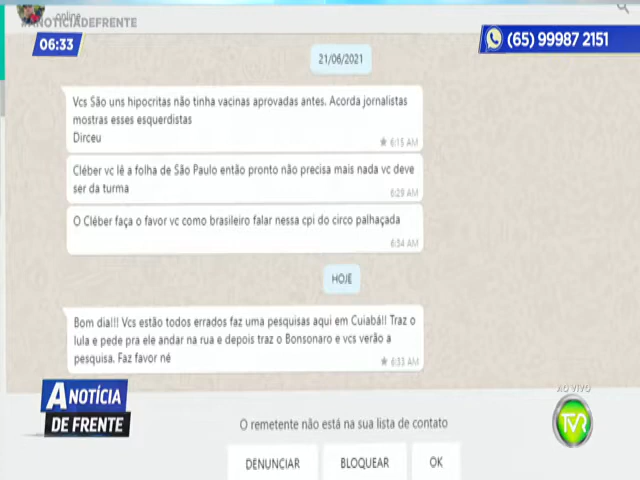 online
#ANOTICIADEFRENTE
06:33
(65) 99987 2151
21/06/2021
Vcs São uns hipocritas não tinha vacinas aprovadas antes. Acorda jornalistas
mostras esses esquerdistas
Dirceu
6:15 AM
Cléber vc lê a folha de São Paulo então pronto não precisa mais nada vc deve
ser da turma
6:29 AM
O Cléber faça o favor vc como brasileiro falar nessa cpi do circo palhaçada
6:34 AM
HOJE
Bom dia!!! Vcs estão todos errados faz uma pesquisas aqui em Cuiabá!! Traz o
lula e pede pra ele andar na rua e depois traz o Bonsonaro e vcs verão a
pesquisa. Faz favor né
6:33 AM
A NOTÍCIA
DE FRENTE
AO VIVO
TVR
O remetente não está na sua lista de contato
DENUNCIAR
BLOQUEAR
OK